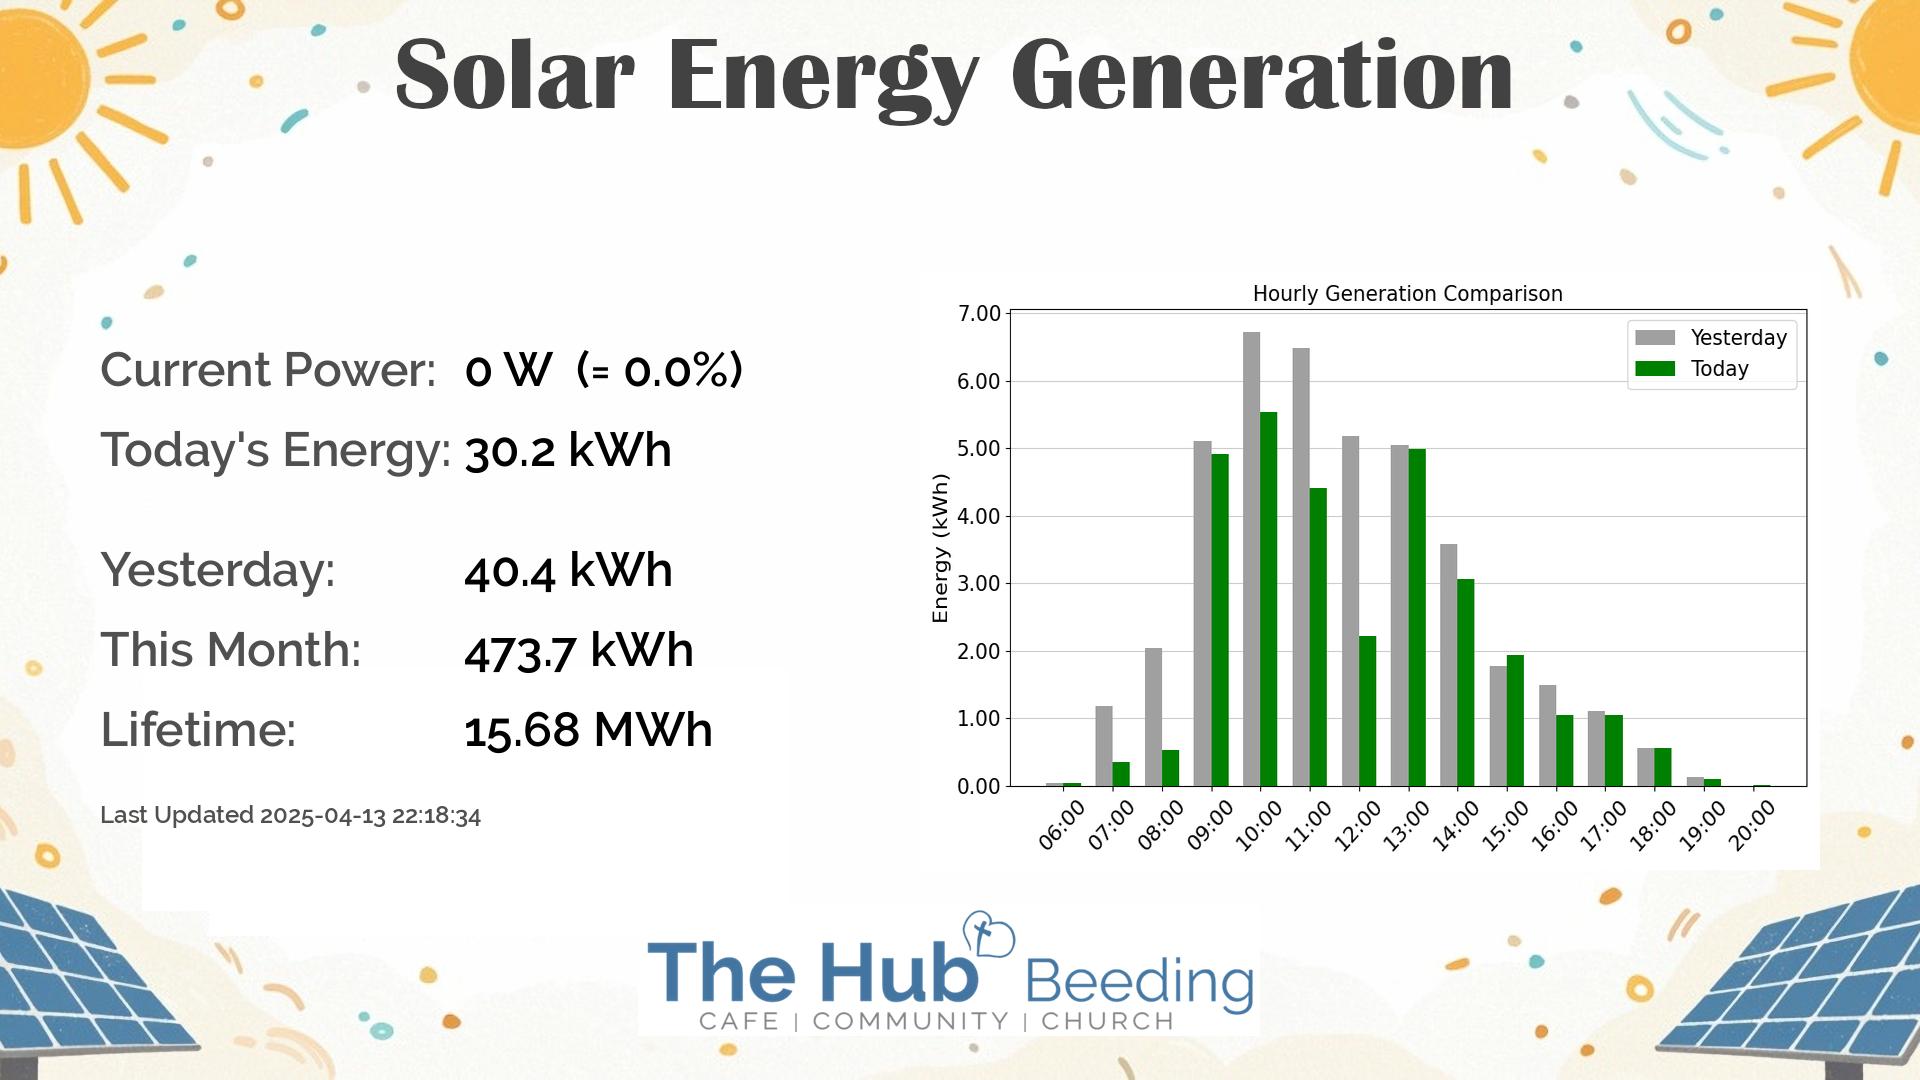 Solar Energy Generation
Current Power: 0 W (= 0.0%)
Today's Energy: 30.2 kWh
Yesterday: 40.4 kWh
This Month: 473.7 kWh
Lifetime: 15.68 MWh
Last Updated 2025-04-13 22:18:34
Hourly Generation Comparison
7.00
6.00
5.00
4.00
3.00
2.00
1.00
0.00
Energy (kWh)
Yesterday
Today
06:00 07:00 08:00 09:00 10:00 11:00 12:00 13:00 14:00 15:00 16:00 17:00 18:00 19:00 20:00
The Hub Beeding
CAFE | COMMUNITY | CHURCH